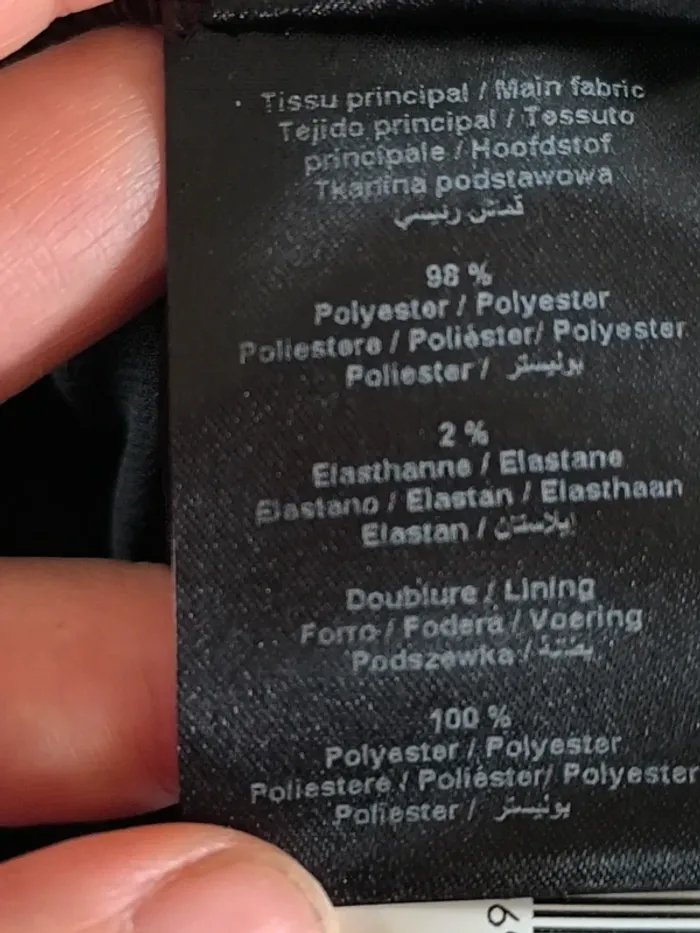 Tissu principal / Main fabric
Tejido principal / Tessuto
principale / Hoofdstof
Tkanina podstawowa
قمش رئيسي
98 %
Polyester / Polyester
Poliestere / Poliéster/ Polyester
Poliester / بوليستر
2 %
Elasthanne / Elastane
Elastano / Elastan / Elasthaan
Elastan / إيلاستان
Doublure / Lining
Forro / Fodera / Voering
Podszewka / بطانة
100 %
Polyester / Polyester
Poliestere / Poliéster/ Polyester
Poliester / بوليستر